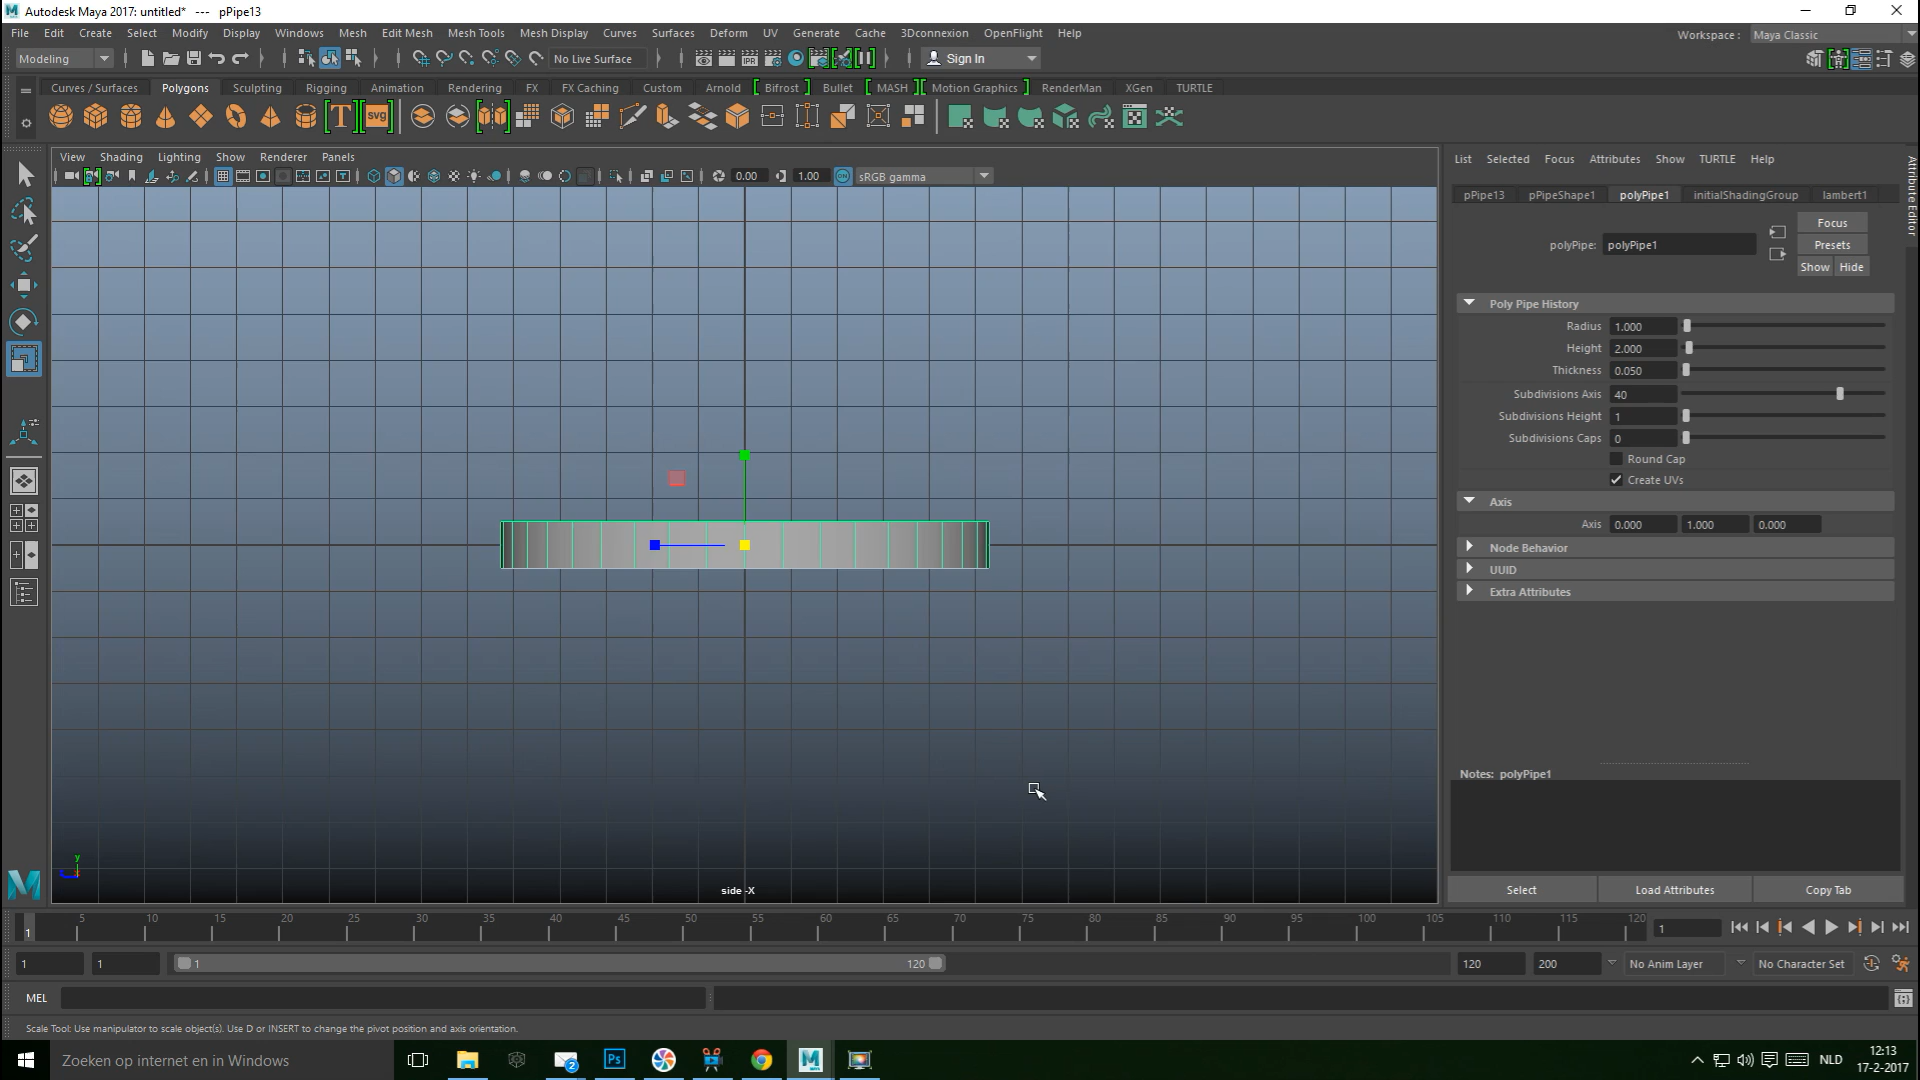 Autodesk Maya 2017: untitled*   ---   pPipe13
File Edit Create Select Modify Display Windows Mesh Edit Mesh Mesh Tools Mesh Display Curves Surfaces Deform UV Generate Cache 3Dconnexion OpenFlight Help
Workspace : Maya Classic
Modeling No Live Surface IPR Sign In
Curves / Surfaces Polygons Sculpting Rigging Animation Rendering FX FX Caching Custom Arnold Bifrost Bullet MASH Motion Graphics RenderMan XGen TURTLE
T svg
View Shading Lighting Show Renderer Panels
0.00 1.00 ON sRGB gamma
side -X
y
List Selected Focus Attributes Show TURTLE Help
Attribute Editor
pPipe13 pPipeShape1 polyPipe1 initialShadingGroup lambert1
Focus
polyPipe: polyPipe1 Presets
Show Hide
Poly Pipe History
Radius 1.000
Height 2.000
Thickness 0.050
Subdivisions Axis 40
Subdivisions Height 1
Subdivisions Caps 0
Round Cap
Create UVs
Axis
Axis 0.000 1.000 0.000
Node Behavior
UUID
Extra Attributes
Notes: polyPipe1
Select Load Attributes Copy Tab
5 10 15 20 25 30 35 40 45 50 55 60 65 70 75 80 85 90 95 100 105 110 115 120
1 1
1 1 1 120 120 200 No Anim Layer No Character Set
MEL
Scale Tool: Use manipulator to scale object(s). Use D or INSERT to change the pivot position and axis orientation.
Zoeken op internet en in Windows
2 Ps M
NLD
12:13
17-2-2017